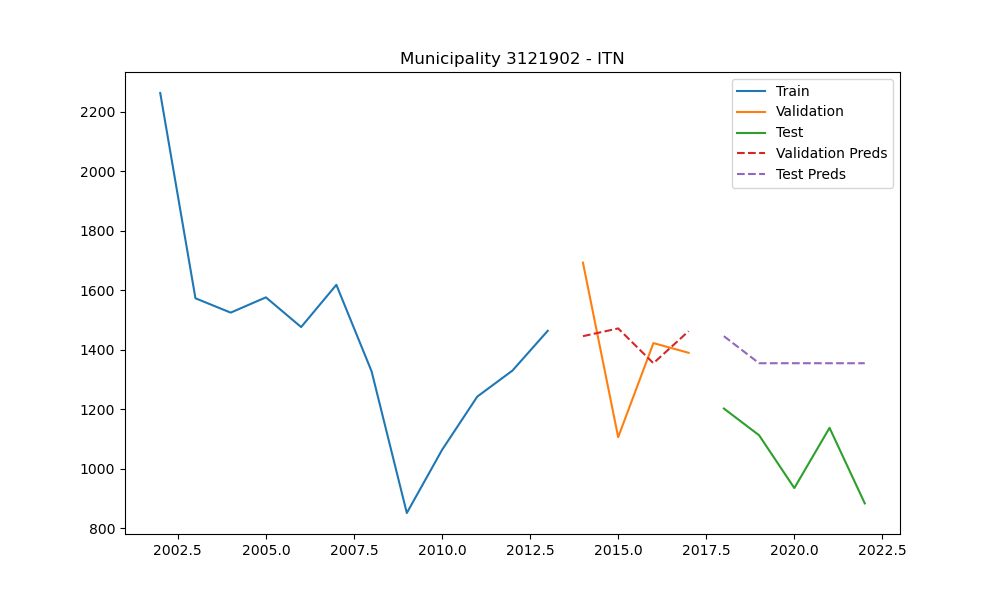 Municipality 3121902 - ITN
Train
Validation
Test
Validation Preds
Test Preds
2200
2000
1800
1600
1400
1200
1000
800
2002.5 2005.0 2007.5 2010.0 2012.5 2015.0 2017.5 2020.0 2022.5